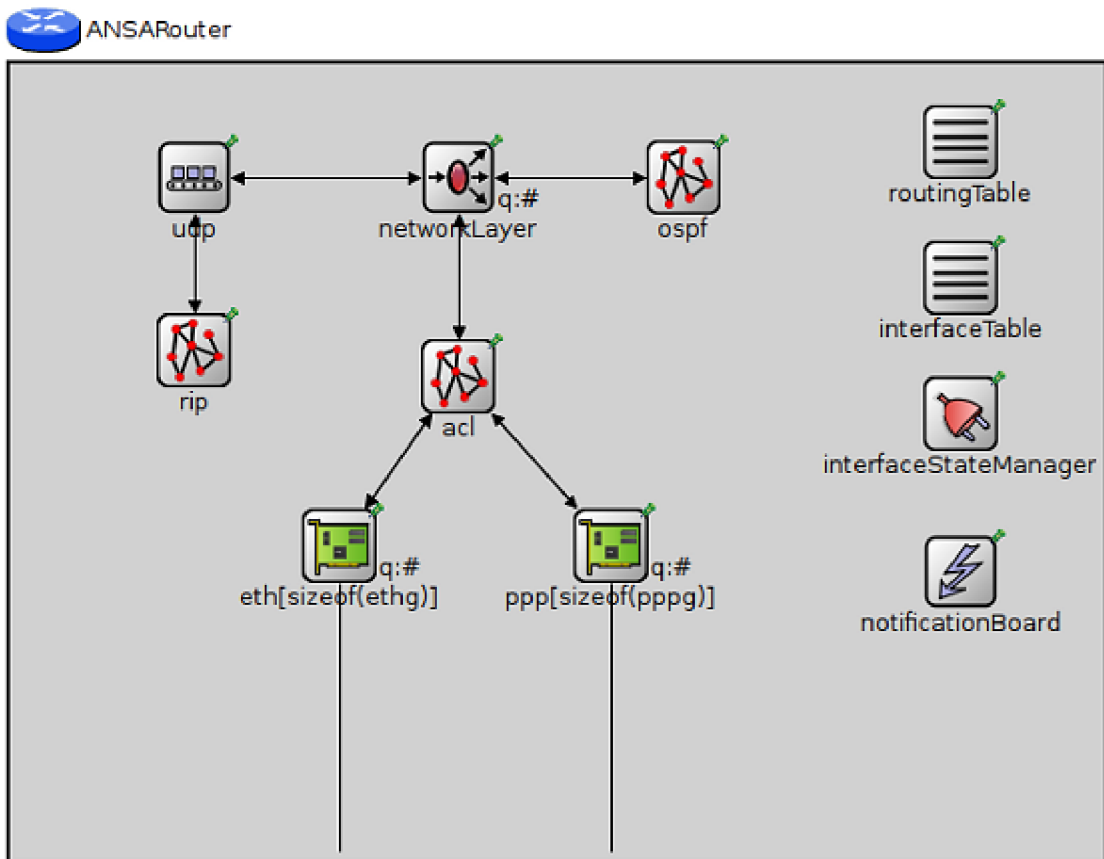 ANSARouter
udp
networkLayer
q:#
ospf
routingTable
interfaceTable
rip
acl
interfaceStateManager
eth[sizeof(ethg)]
q:#
ppp[sizeof(pppg)]
q:#
notificationBoard